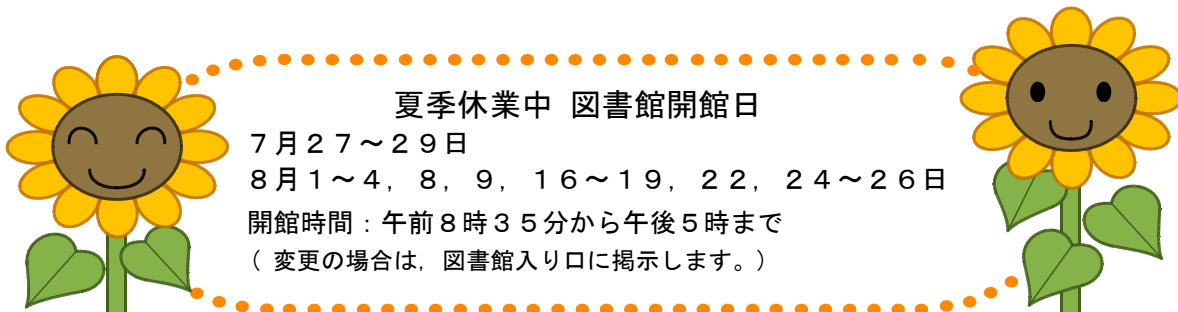 夏季休業中 図書館開館日
７月２７～２９日
８月１～４，８，９，１６～１９，２２，２４～２６日
開館時間：午前８時３５分から午後５時まで
（ 変更の場合は，図書館入り口に掲示します。）